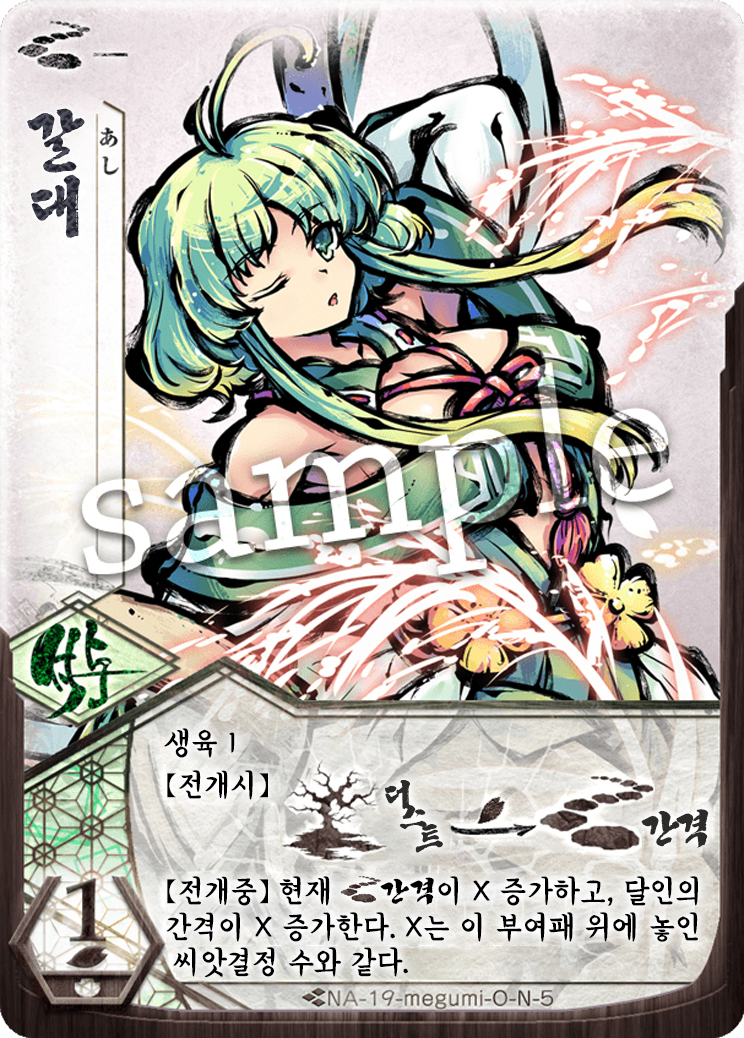 갈대
あし
sample
부여
생육 1
【전개시】
더스트
간격
【전개중】 현재 간격이 X 증가하고, 달인의
간격이 X 증가한다. X는 이 부여패 위에 놓인
씨앗결정 수와 같다.
1
NA-19-megumi-O-N-5